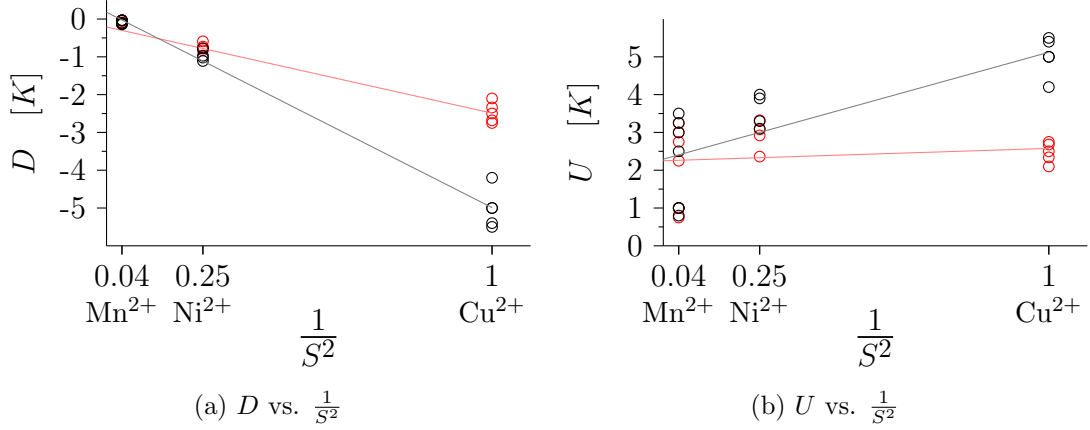 0
-1
-2
-3
-4
-5
D [K]
0.04 0.25 1
Mn²⁺ Ni²⁺ Cu²⁺
1/S²
(a) D vs. 1/S²
5
4
3
2
1
0
U [K]
0.04 0.25 1
Mn²⁺ Ni²⁺ Cu²⁺
1/S²
(b) U vs. 1/S²